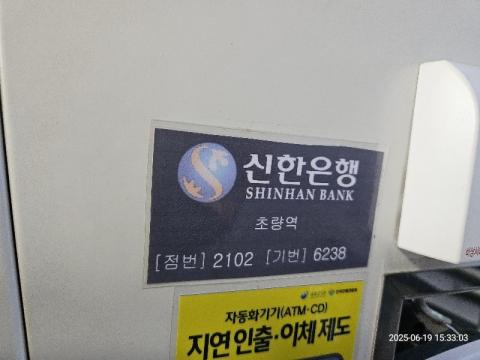 신한은행
SHINHAN BANK
초량역
[점번] 2102 [기번] 6238
자동화기기(ATM·CD)
지연 인출·이체 제도
2025-06-19 15:33:03